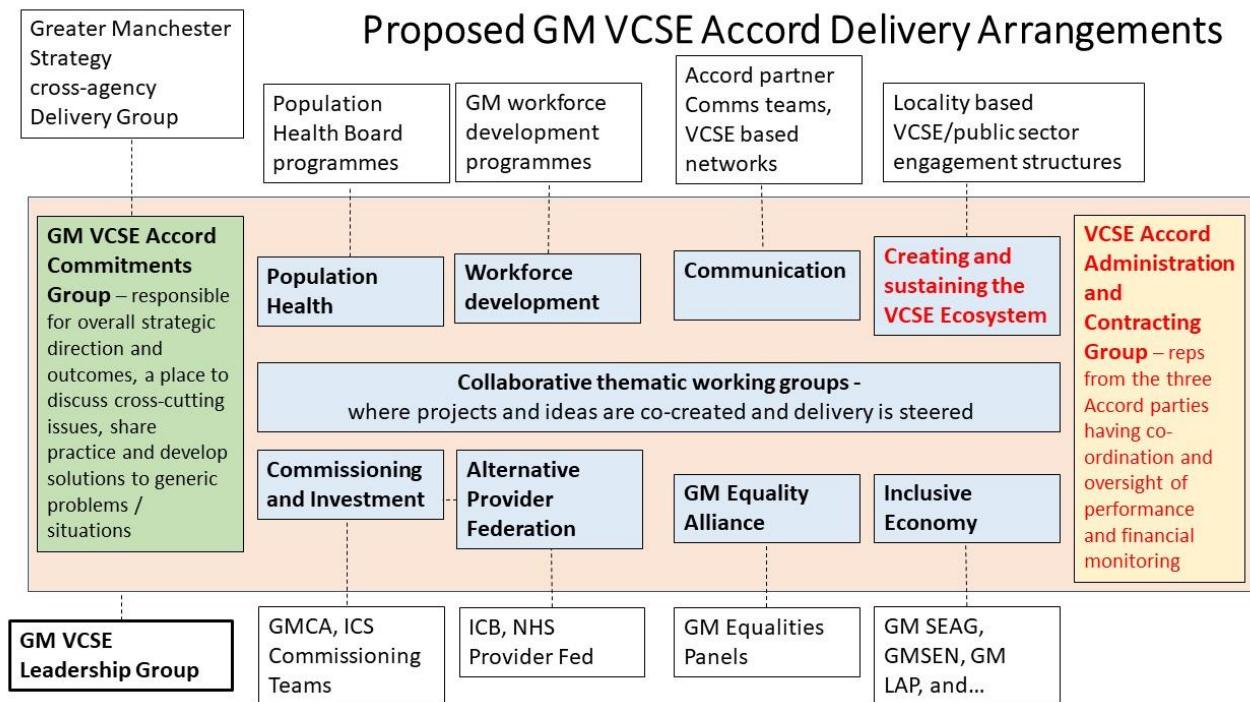 Proposed GM VCSE Accord Delivery Arrangements
Greater Manchester
Strategy
cross-agency
Delivery Group
Population
Health Board
programmes
GM workforce
development
programmes
Accord partner
Comms teams,
VCSE based
networks
Locality based
VCSE/public sector
engagement structures
GM VCSE Accord
Commitments
Group – responsible
for overall strategic
direction and
outcomes, a place to
discuss cross-cutting
issues, share
practice and develop
solutions to generic
problems /
situations
Population
Health
Workforce
development
Communication
Creating and
sustaining the
VCSE Ecosystem
VCSE Accord
Administration
and
Contracting
Group – reps
from the three
Accord parties
having co-
ordination and
oversight of
performance
and financial
monitoring
Collaborative thematic working groups -
where projects and ideas are co-created and delivery is steered
Commissioning
and Investment
Alternative
Provider
Federation
GM Equality
Alliance
Inclusive
Economy
GM VCSE
Leadership Group
GMCA, ICS
Commissioning
Teams
ICB, NHS
Provider Fed
GM Equalities
Panels
GM SEAG,
GMSEN, GM
LAP, and…